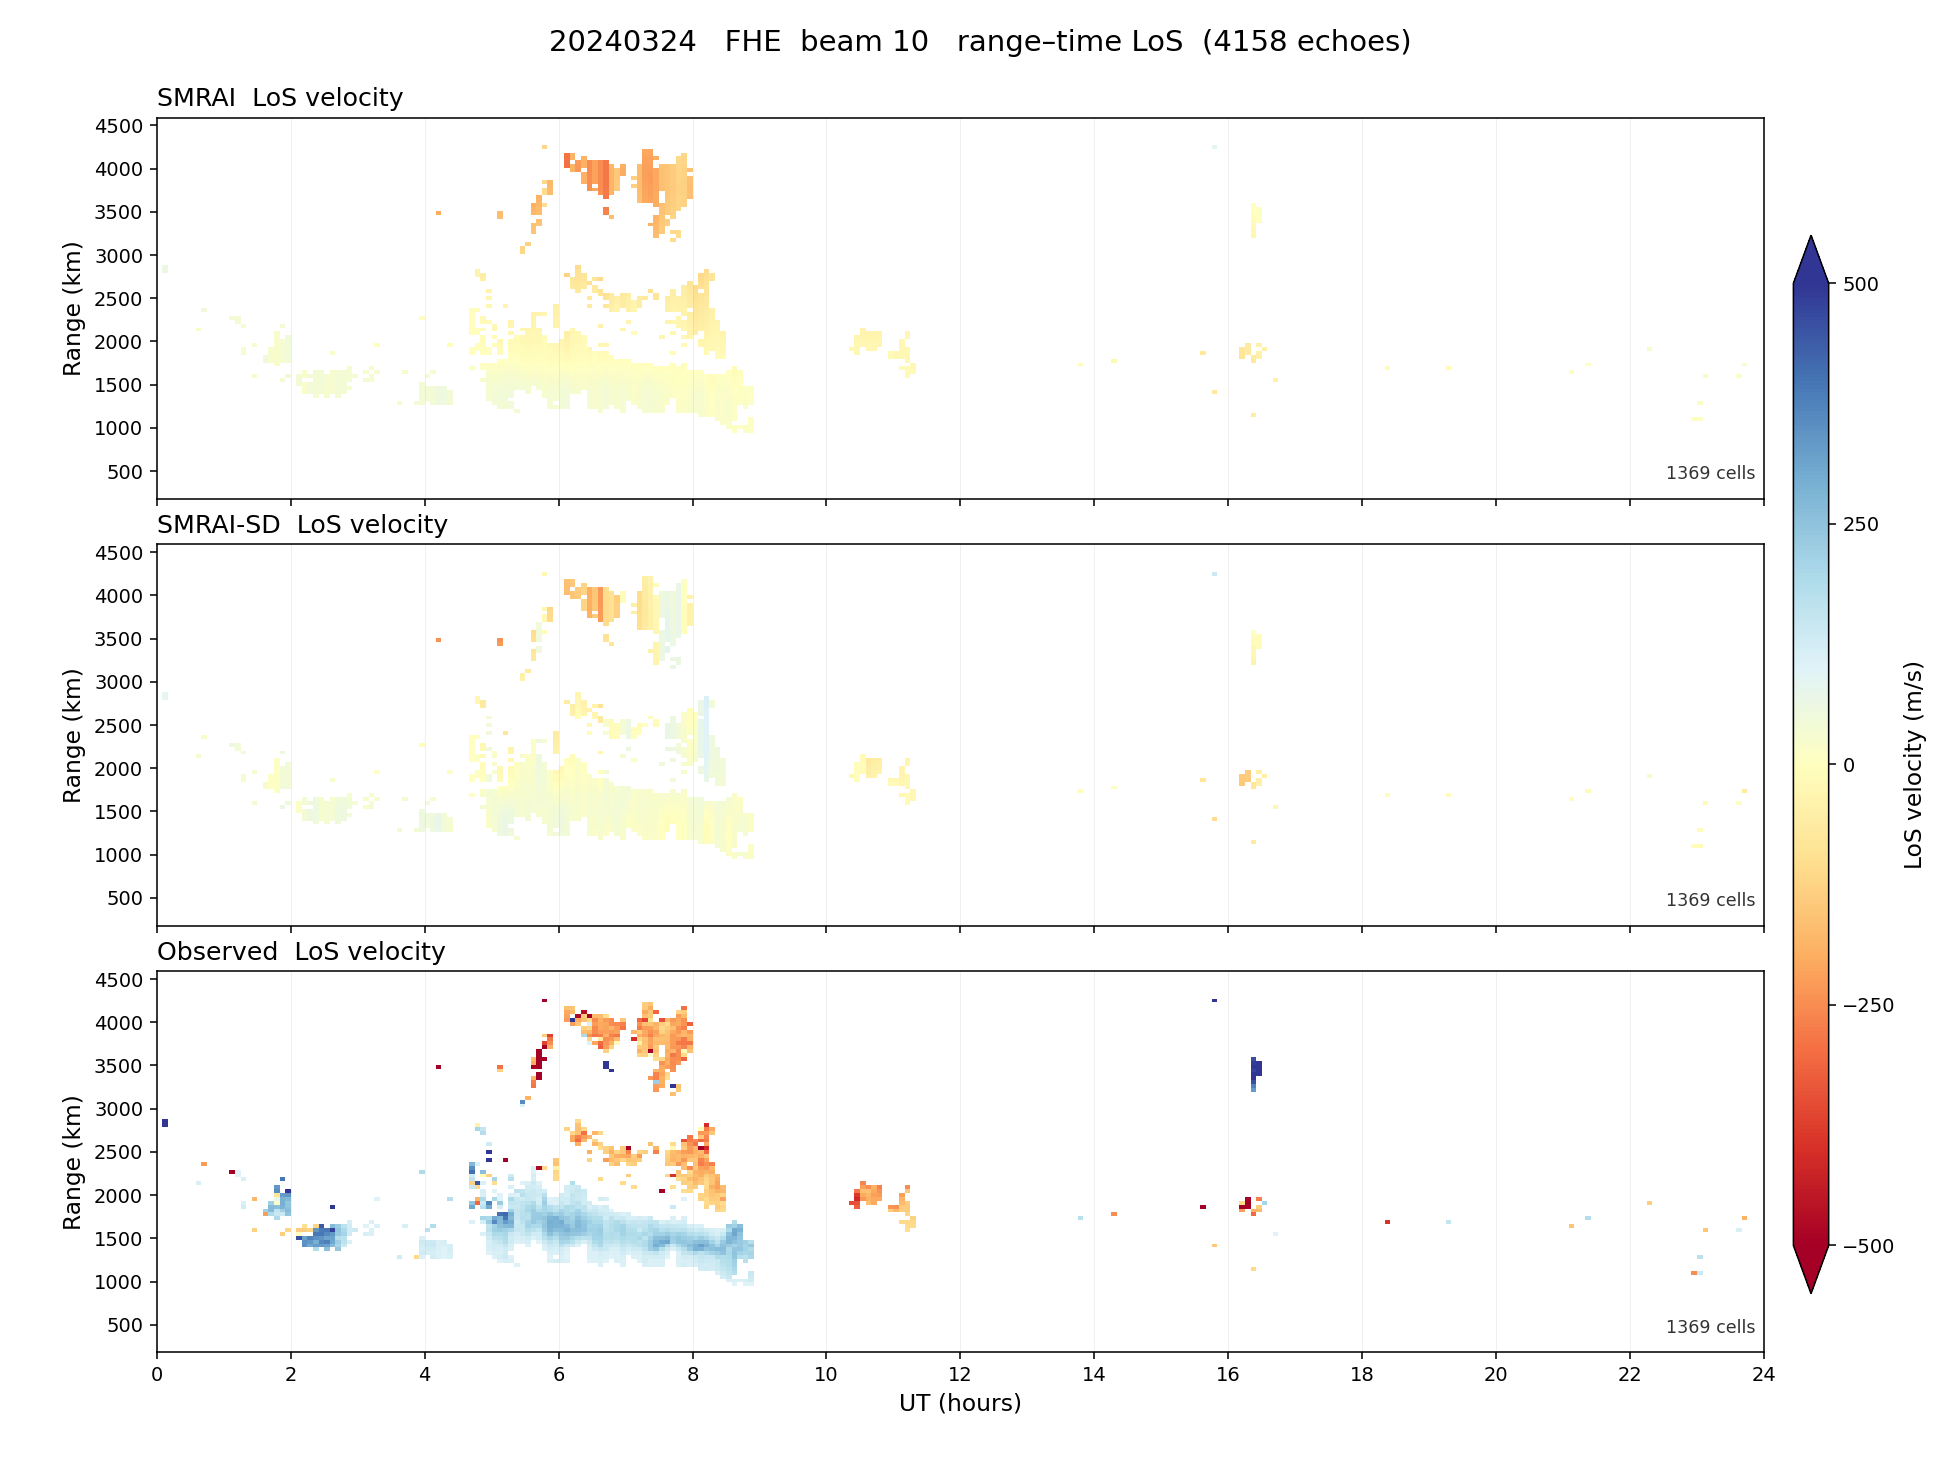 20240324 FHE beam 10 range–time LoS (4158 echoes)
SMRAI LoS velocity
4500
4000
3500
3000
2500
2000
1500
1000
500
Range (km)
1369 cells
SMRAI-SD LoS velocity
4500
4000
3500
3000
2500
2000
1500
1000
500
Range (km)
1369 cells
Observed LoS velocity
4500
4000
3500
3000
2500
2000
1500
1000
500
Range (km)
1369 cells
0 2 4 6 8 10 12 14 16 18 20 22 24
UT (hours)
500
250
0
−250
−500
LoS velocity (m/s)